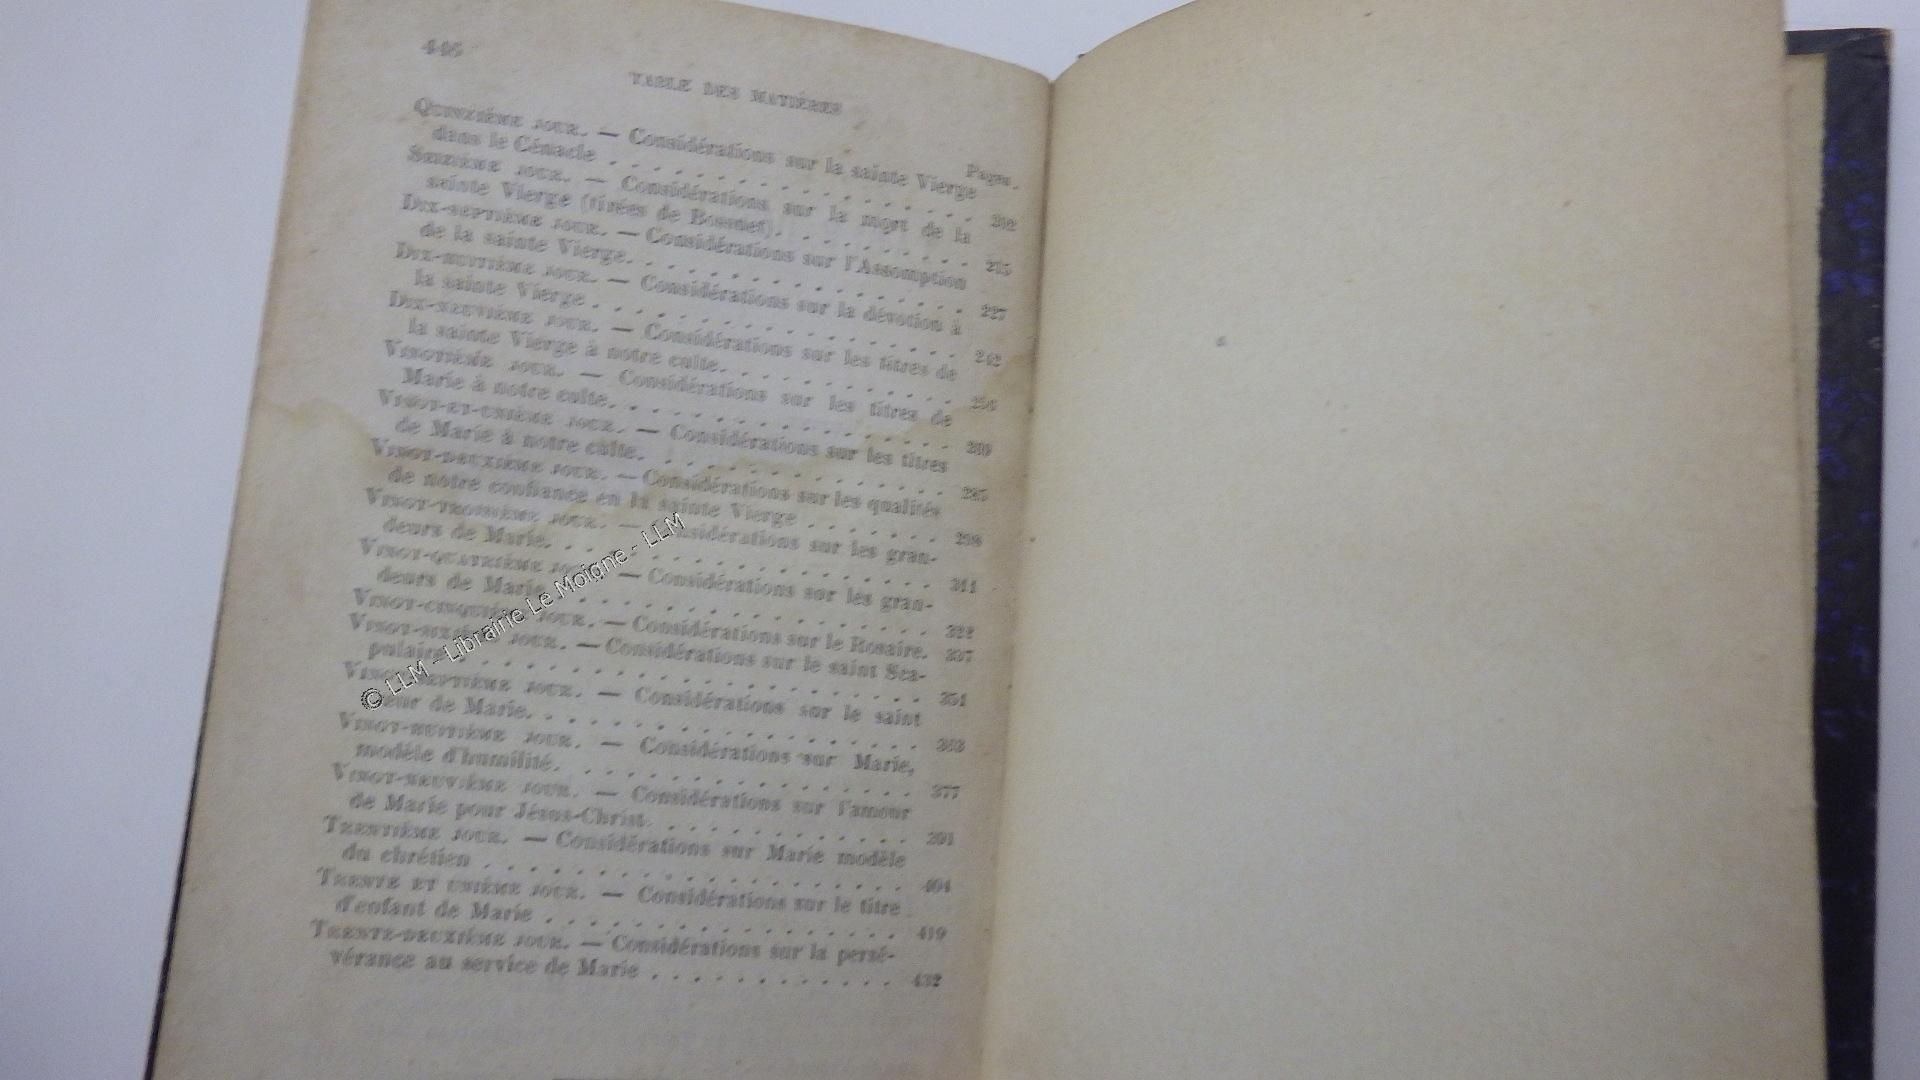 446
TABLE DES MATIÈRES
Pages.
QUINZIÈME JOUR. — Considérations sur la sainte Vierge
dans le Cénacle . . . . . . . . . . . . . . 202
SEIZIÈME JOUR. — Considérations sur la mort de la
sainte Vierge (tirées de Bossuet). . . . . . . . 215
DIX-SEPTIÈME JOUR. — Considérations sur l'Assomption
de la sainte Vierge. . . . . . . . . . . . . 227
DIX-HUITIÈME JOUR. — Considérations sur la dévotion à
la sainte Vierge . . . . . . . . . . . . . . 242
DIX-NEUVIÈME JOUR. — Considérations sur les titres de
la sainte Vierge à notre culte. . . . . . . . . .
VINGTIÈME JOUR. — Considérations sur les titres de
Marie à notre culte. . . . . . . . . . . . .
VINGT-ET-UNIÈME JOUR. — Considérations sur les titres
de Marie à notre culte. . . . . . . . . . . . 285
VINGT-DEUXIÈME JOUR. — Considérations sur les qualités
de notre confiance en la sainte Vierge . . . . . . 298
VINGT-TROISIÈME JOUR. — Considérations sur les gran-
deurs de Marie. . . . . . . . . . . . . . 311
VINGT-QUATRIÈME JOUR. — Considérations sur les gran-
deurs de Marie . . . . . . . . . . . . . . 322
VINGT-CINQUIÈME JOUR. — Considérations sur le Rosaire. 337
VINGT-SIXIÈME JOUR. — Considérations sur le saint Sca-
pulaire . . . . . . . . . . . . . . . . 351
VINGT-SEPTIÈME JOUR. — Considérations sur le saint
cœur de Marie. . . . . . . . . . . . . . 363
VINGT-HUITIÈME JOUR. — Considérations sur Marie,
modèle d'humilité. . . . . . . . . . . . . 377
VINGT-NEUVIÈME JOUR. — Considérations sur l'amour
de Marie pour Jésus-Christ. . . . . . . . . . 391
TRENTIÈME JOUR. — Considérations sur Marie modèle
du chrétien . . . . . . . . . . . . . . . 404
TRENTE ET UNIÈME JOUR. — Considérations sur le titre
d'enfant de Marie . . . . . . . . . . . . . 419
TRENTE-DEUXIÈME JOUR. — Considérations sur la persé-
vérance au service de Marie . . . . . . . . . 432
© LLM - Librairie Le Moigne - LLM